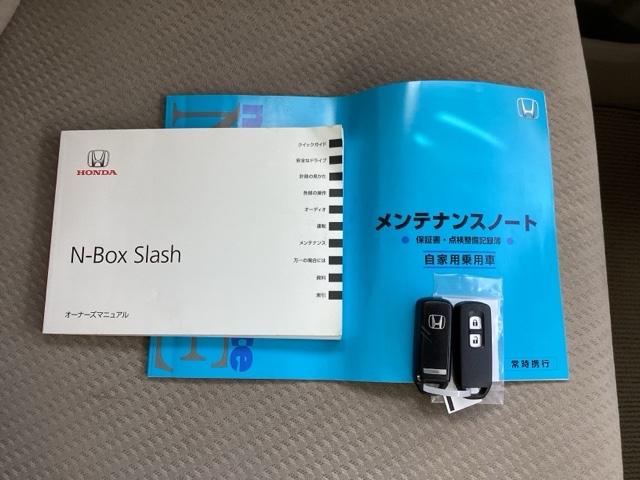 HONDA
N-Box Slash
オーナーズマニュアル
クイックガイド
安全なドライブ
計器の見かた
各部の操作
オーディオ
運転
メンテナンス
万一の場合には
資料
索引
メンテナンスノート
保証書・点検整備記録簿
自家用乗用車
常時携行